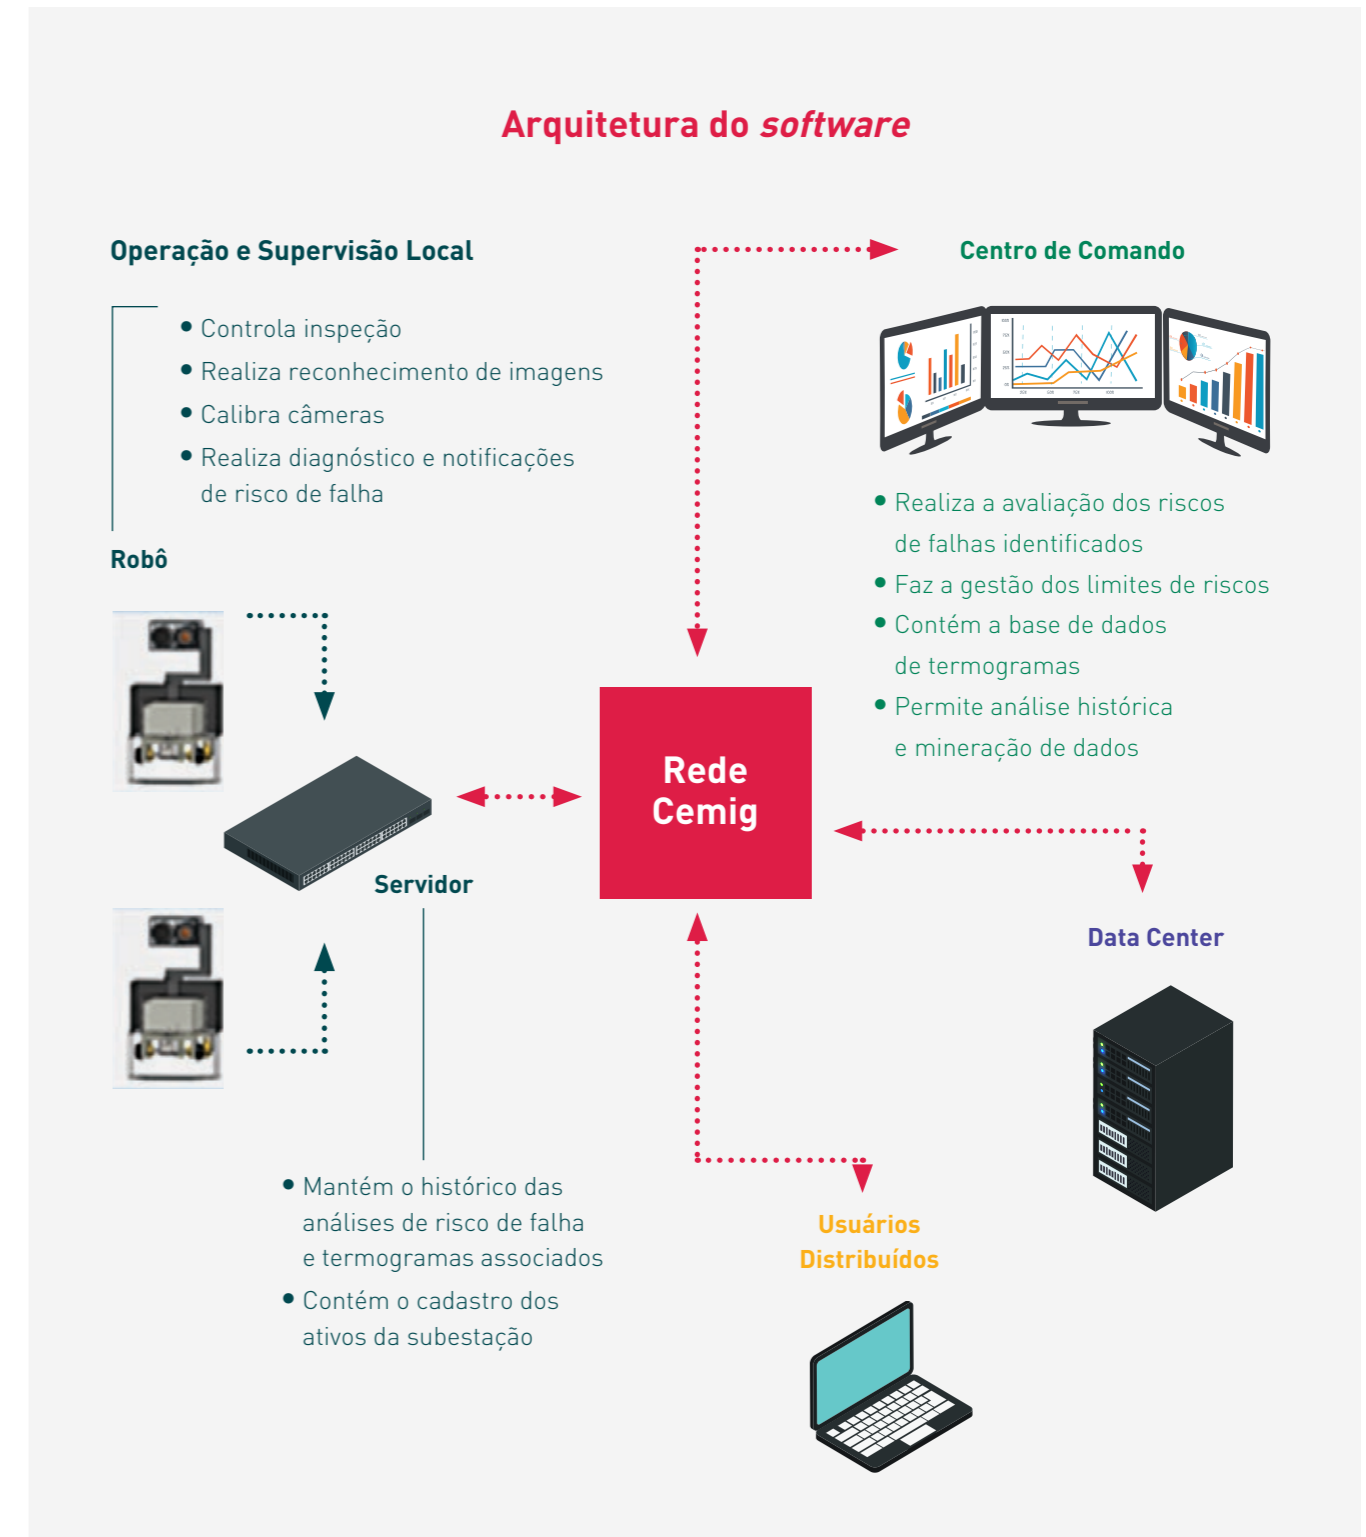 Arquitetura do software
Operação e Supervisão Local
• Controla inspeção
• Realiza reconhecimento de imagens
• Calibra câmeras
• Realiza diagnóstico e notificações
de risco de falha
Robô
Servidor
• Mantém o histórico das
análises de risco de falha
e termogramas associados
• Contém o cadastro dos
ativos da subestação
Rede
Cemig
Centro de Comando
• Realiza a avaliação dos riscos
de falhas identificados
• Faz a gestão dos limites de riscos
• Contém a base de dados
de termogramas
• Permite análise histórica
e mineração de dados
Data Center
Usuários
Distribuídos